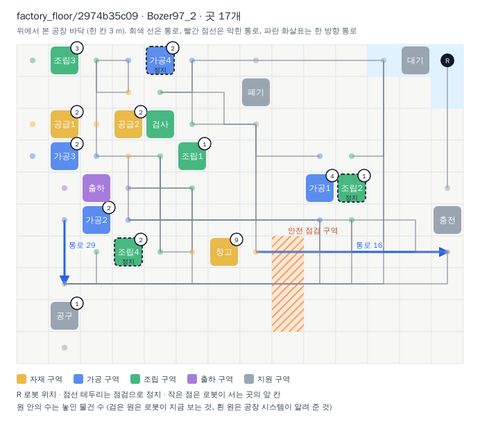 factory_floor/2974b35c09 · Bozer97_2 · 곳 17개
위에서 본 공장 바닥 (한 칸 3 m). 회색 선은 통로, 빨간 점선은 막힌 통로, 파란 화살표는 한 방향 통로
조립3 3
가공4 2
정지
대기
R
폐기
공급1 2
공급2 2
검사
가공3 2
조립1 1
출하
가공1 4
조립2 1
정지
가공2 2
충전
안전 점검 구역
통로 29
조립4 2
정지
창고 9
통로 16
공구 1
자재 구역
가공 구역
조립 구역
출하 구역
지원 구역
R 로봇 위치 · 점선 테두리는 점검으로 정지 · 작은 점은 로봇이 서는 곳의 앞 칸
원 안의 수는 놓인 물건 수 (검은 원은 로봇이 지금 보는 것, 흰 원은 공장 시스템이 알려 준 것)